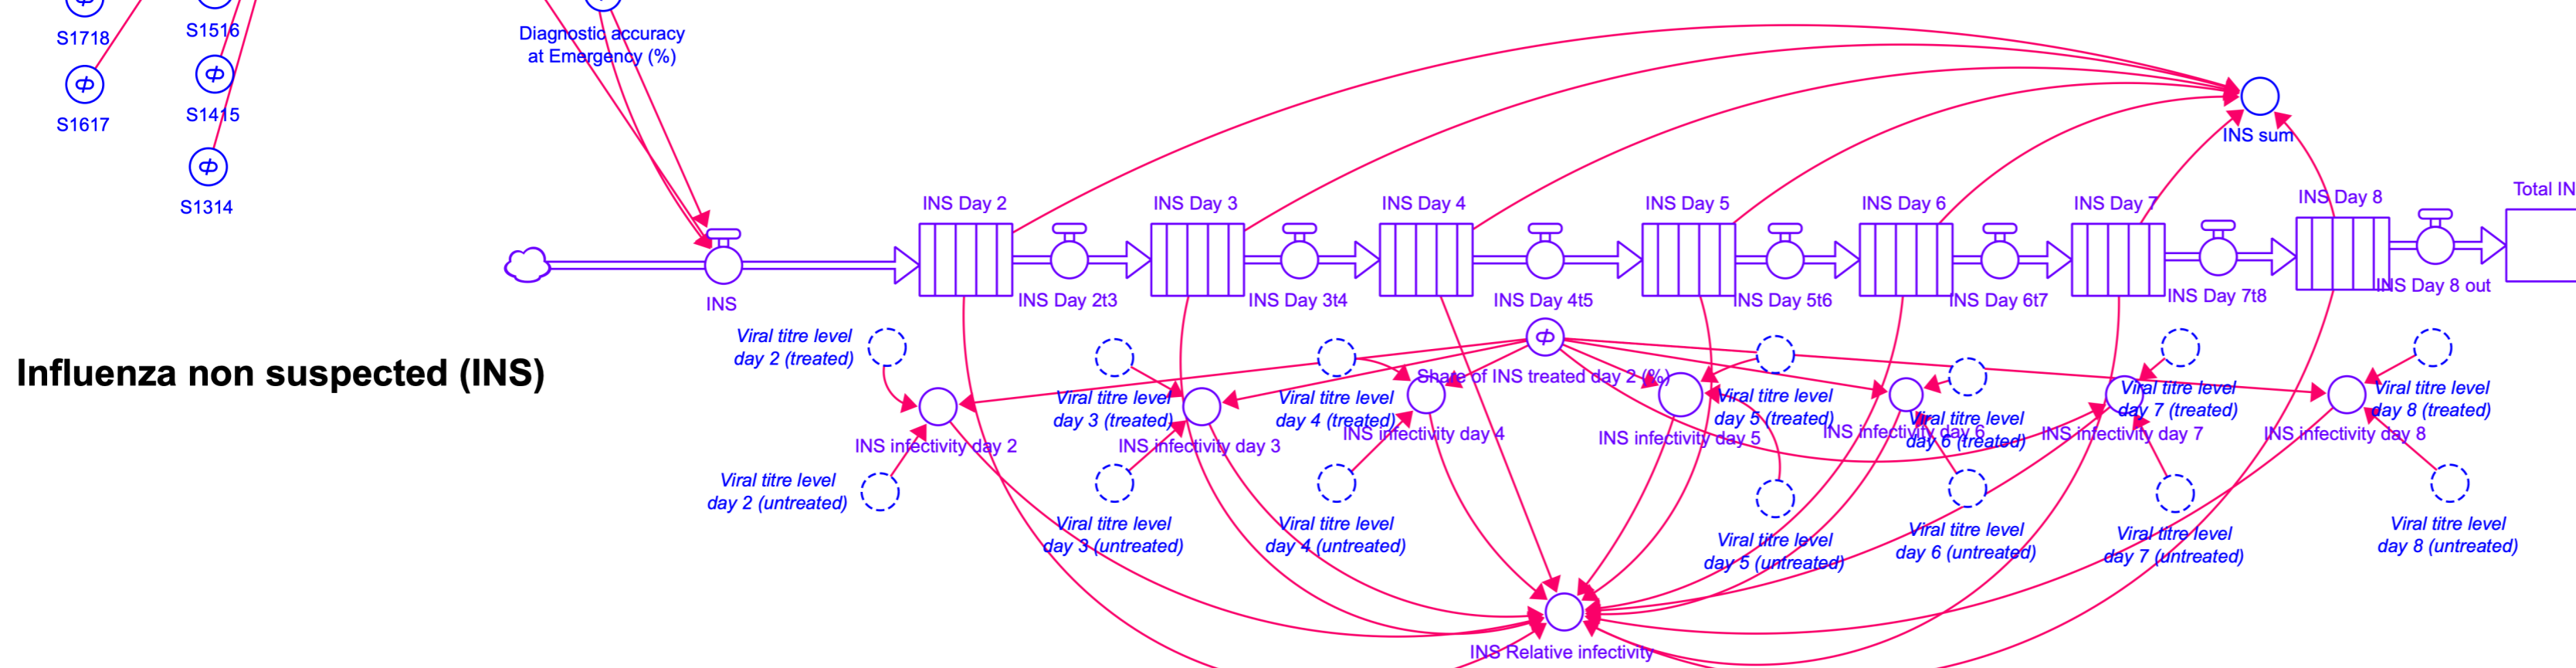 S1718
S1516
Diagnostic accuracy
at Emergency (%)
S1617
S1415
INS sum
S1314
INS Day 2
INS Day 3
INS Day 4
INS Day 5
INS Day 6
INS Day 7
INS Day 8
Total IN
INS
INS Day 2t3
INS Day 3t4
INS Day 4t5
INS Day 5t6
INS Day 6t7
INS Day 7t8
INS Day 8 out
Influenza non suspected (INS)
Viral titre level
day 2 (treated)
Viral titre level
day 3 (treated)
Viral titre level
day 4 (treated)
Share of INS treated day 2 (%)
Viral titre level
day 5 (treated)
Viral titre level
day 6 (treated)
Viral titre level
day 7 (treated)
Viral titre level
day 8 (treated)
INS infectivity day 2
INS infectivity day 3
INS infectivity day 4
INS infectivity day 5
INS infectivity day 6
INS infectivity day 7
INS infectivity day 8
Viral titre level
day 2 (untreated)
Viral titre level
day 3 (untreated)
Viral titre level
day 4 (untreated)
Viral titre level
day 5 (untreated)
Viral titre level
day 6 (untreated)
Viral titre level
day 7 (untreated)
Viral titre level
day 8 (untreated)
INS Relative infectivity